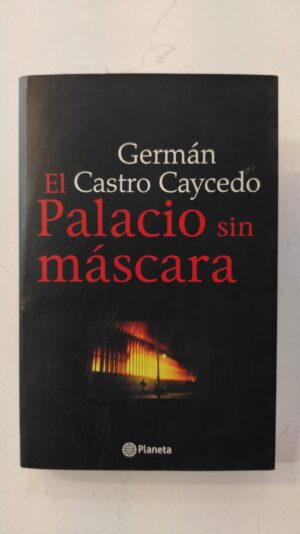 Germán
El Castro Caycedo
Palacio sin
máscara
Planeta